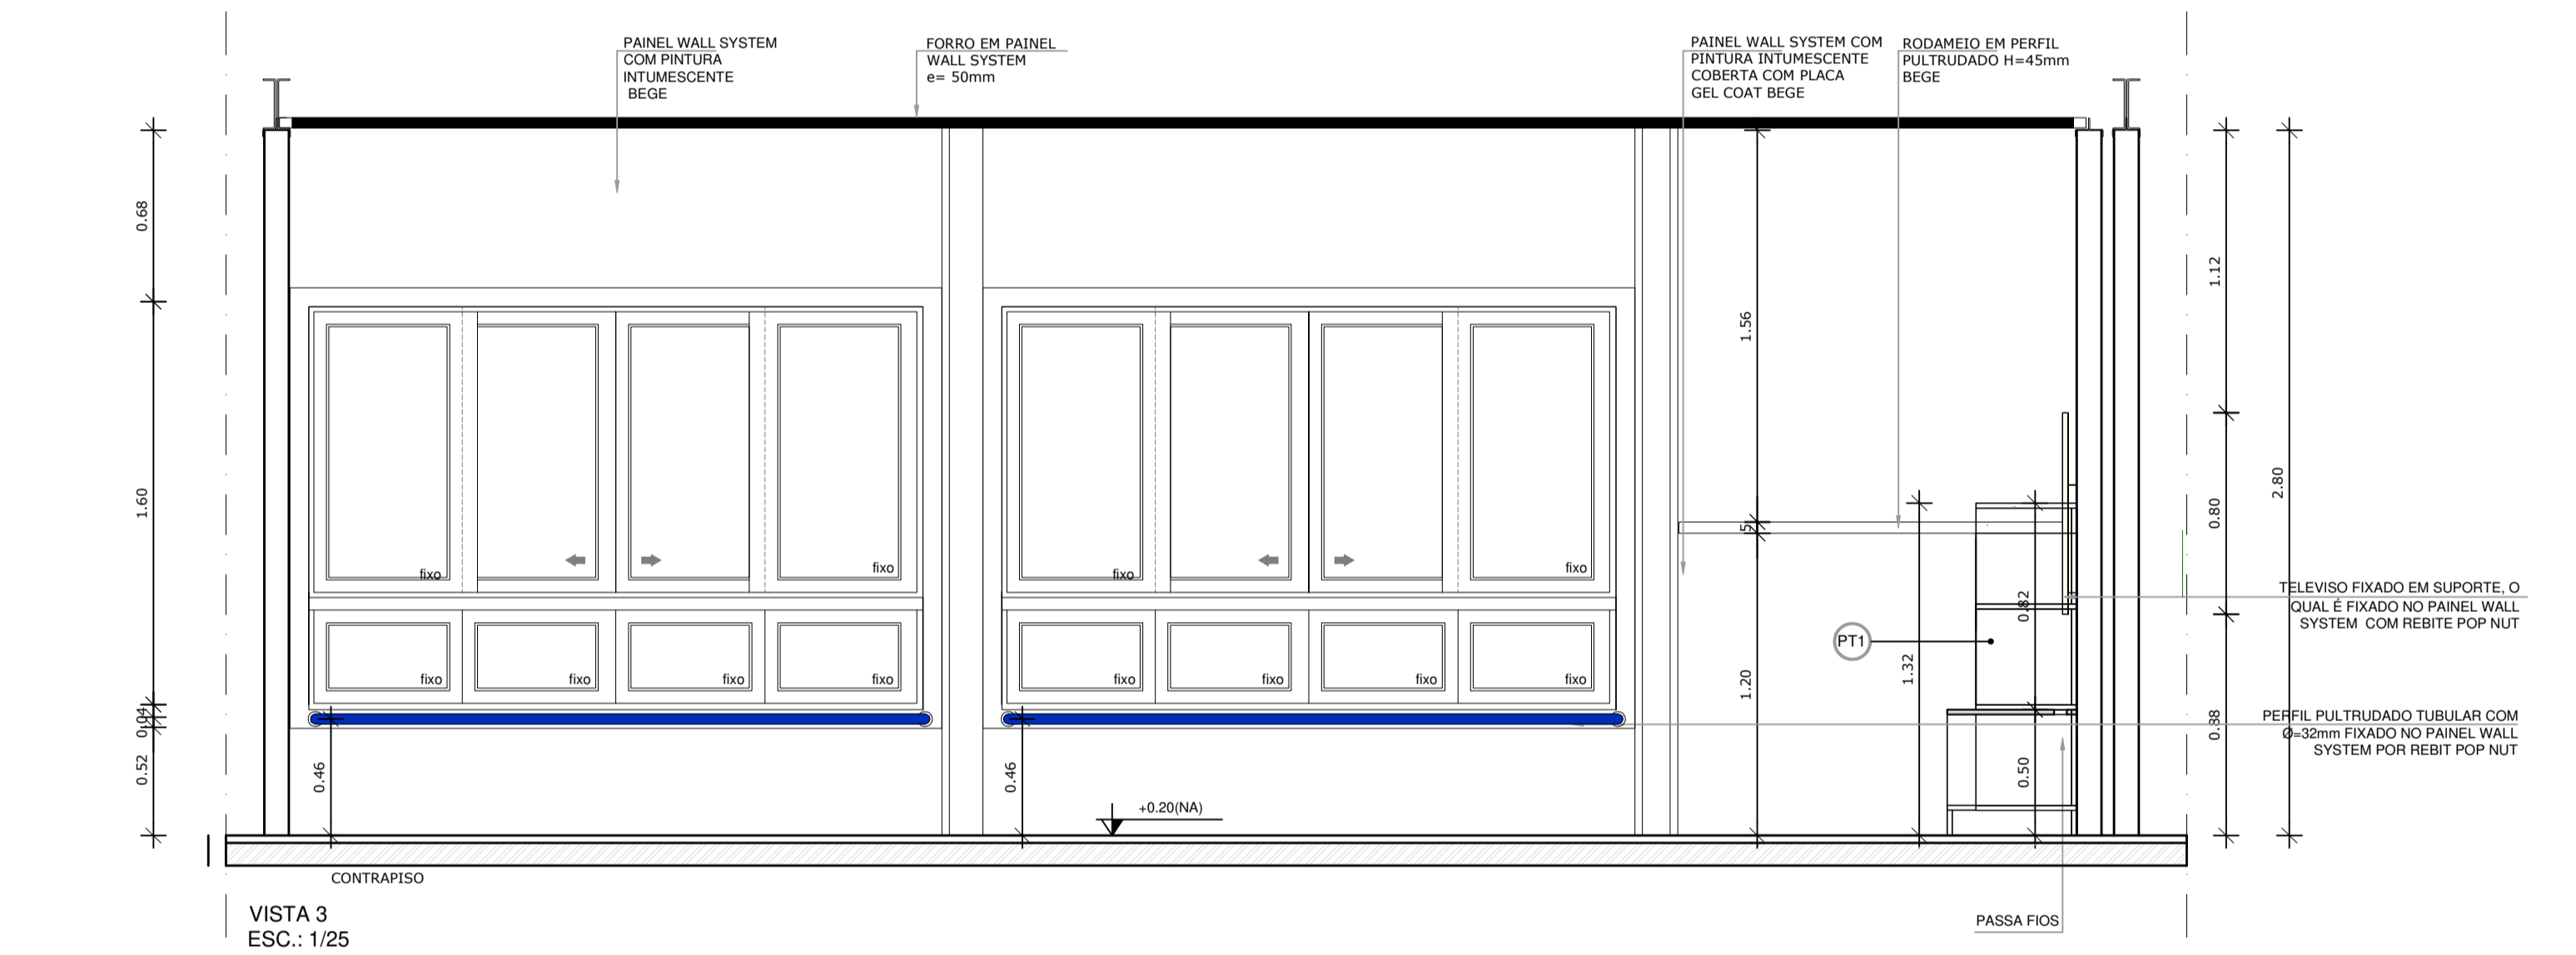 PAINEL WALL SYSTEM
COM PINTURA
INTUMESCENTE
BEGE
FORRO EM PAINEL
WALL SYSTEM
e= 50mm
PAINEL WALL SYSTEM COM
PINTURA INTUMESCENTE
COBERTA COM PLACA
GEL COAT BEGE
RODAMEIO EM PERFIL
PULTRUDADO H=45mm
BEGE
0.68
1.60
0.04
0.52
fixo
fixo
fixo
fixo
fixo
fixo
fixo
fixo
fixo
fixo
fixo
fixo
0.46
0.46
+0.20(NA)
1.56
5
1.20
1.32
0.82
0.50
PT1
1.12
0.80
0.88
2.80
TELEVISO FIXADO EM SUPORTE, O
QUAL É FIXADO NO PAINEL WALL
SYSTEM COM REBITE POP NUT
PERFIL PULTRUDADO TUBULAR COM
Ø=32mm FIXADO NO PAINEL WALL
SYSTEM POR REBIT POP NUT
CONTRAPISO
PASSA FIOS
VISTA 3
ESC.: 1/25